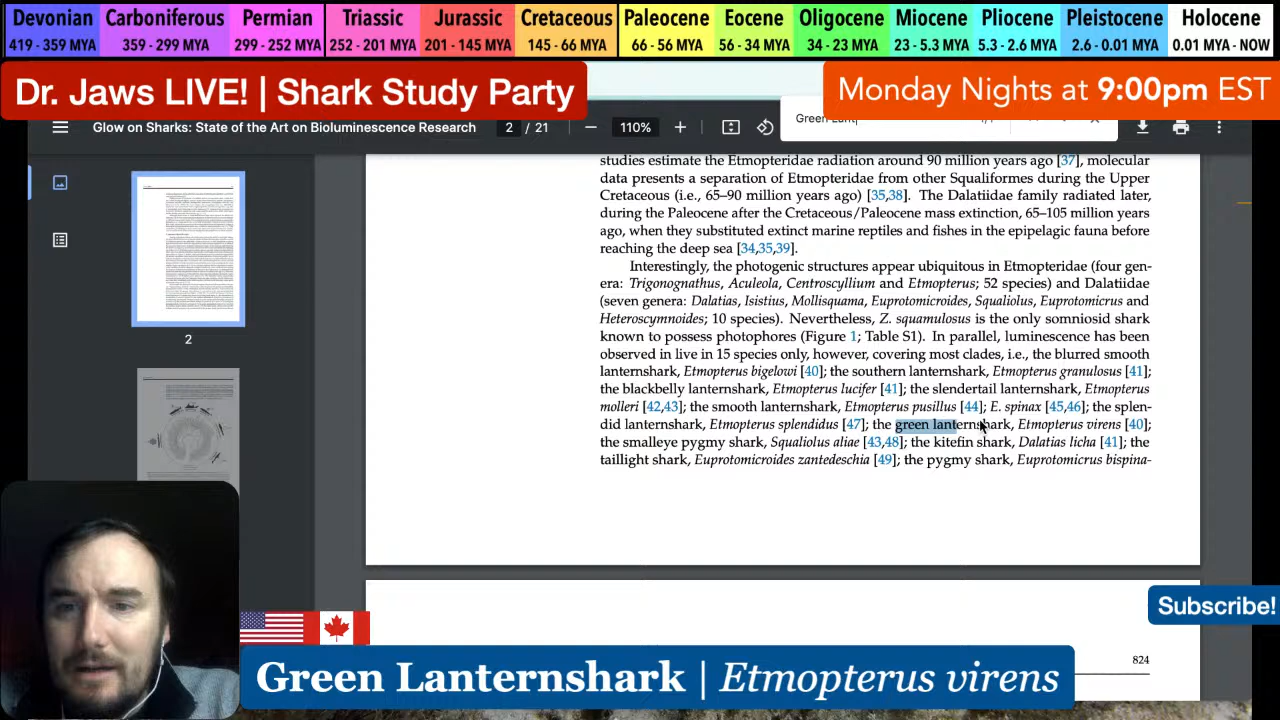 Devonian Carboniferous Permian Triassic Jurassic Cretaceous Paleocene Eocene Oligocene Miocene Pliocene Pleistocene Holocene
419 - 359 MYA 359 - 299 MYA 299 - 252 MYA 252 - 201 MYA 201 - 145 MYA 145 - 66 MYA 66 - 56 MYA 56 - 34 MYA 34 - 23 MYA 23 - 5.3 MYA 5.3 - 2.6 MYA 2.6 - 0.01 MYA 0.01 MYA - NOW
Dr. Jaws LIVE! | Shark Study Party
Monday Nights at 9:00pm EST
Glow on Sharks: State of the Art on Bioluminescence Research 2 / 21 110%
Green Lant
studies estimate the Etmopteridae radiation around 90 million years ago [37], molecular
data presents a separation of Etmopteridae from other Squaliformes during the Upper
Cretaceous (i.e., 65–90 million years ago) [35,38]. The Dalatiidae family radiated later,
during the Paleocene after the Cretaceous/Paleocene mass extinction, 65–105 million years
ago, when they substituted extinct marine reptiles and fishes in the epipelagic fauna before
reaching the deep sea [34,35,39].
Interestingly, the photogenic structures appear ubiquitous in Etmopteridae (four gen-
era: Trigonognathus, Aculeola, Centroscyllium and Etmopterus; 52 species) and Dalatiidae
(seven genera: Dalatias, Isistius, Mollisquama, Euprotomicroides, Squaliolus, Euprotomicrus and
Heteroscymnoides; 10 species). Nevertheless, Z. squamulosus is the only somniosid shark
known to possess photophores (Figure 1; Table S1). In parallel, luminescence has been
observed in live in 15 species only, however, covering most clades, i.e., the blurred smooth
lanternshark, Etmopterus bigelowi [40]; the southern lanternshark, Etmopterus granulosus [41];
the blackbelly lanternshark, Etmopterus lucifer [41]; the slendertail lanternshark, Etmopterus
molleri [42,43]; the smooth lanternshark, Etmopterus pusillus [44]; E. spinax [45,46]; the splen-
did lanternshark, Etmopterus splendidus [47]; the green lanternshark, Etmopterus virens [40];
the smalleye pygmy shark, Squaliolus aliae [43,48]; the kitefin shark, Dalatias licha [41]; the
taillight shark, Euprotomicroides zantedeschia [49]; the pygmy shark, Euprotomicrus bispina-
2
Subscribe!
824
Green Lanternshark | Etmopterus virens